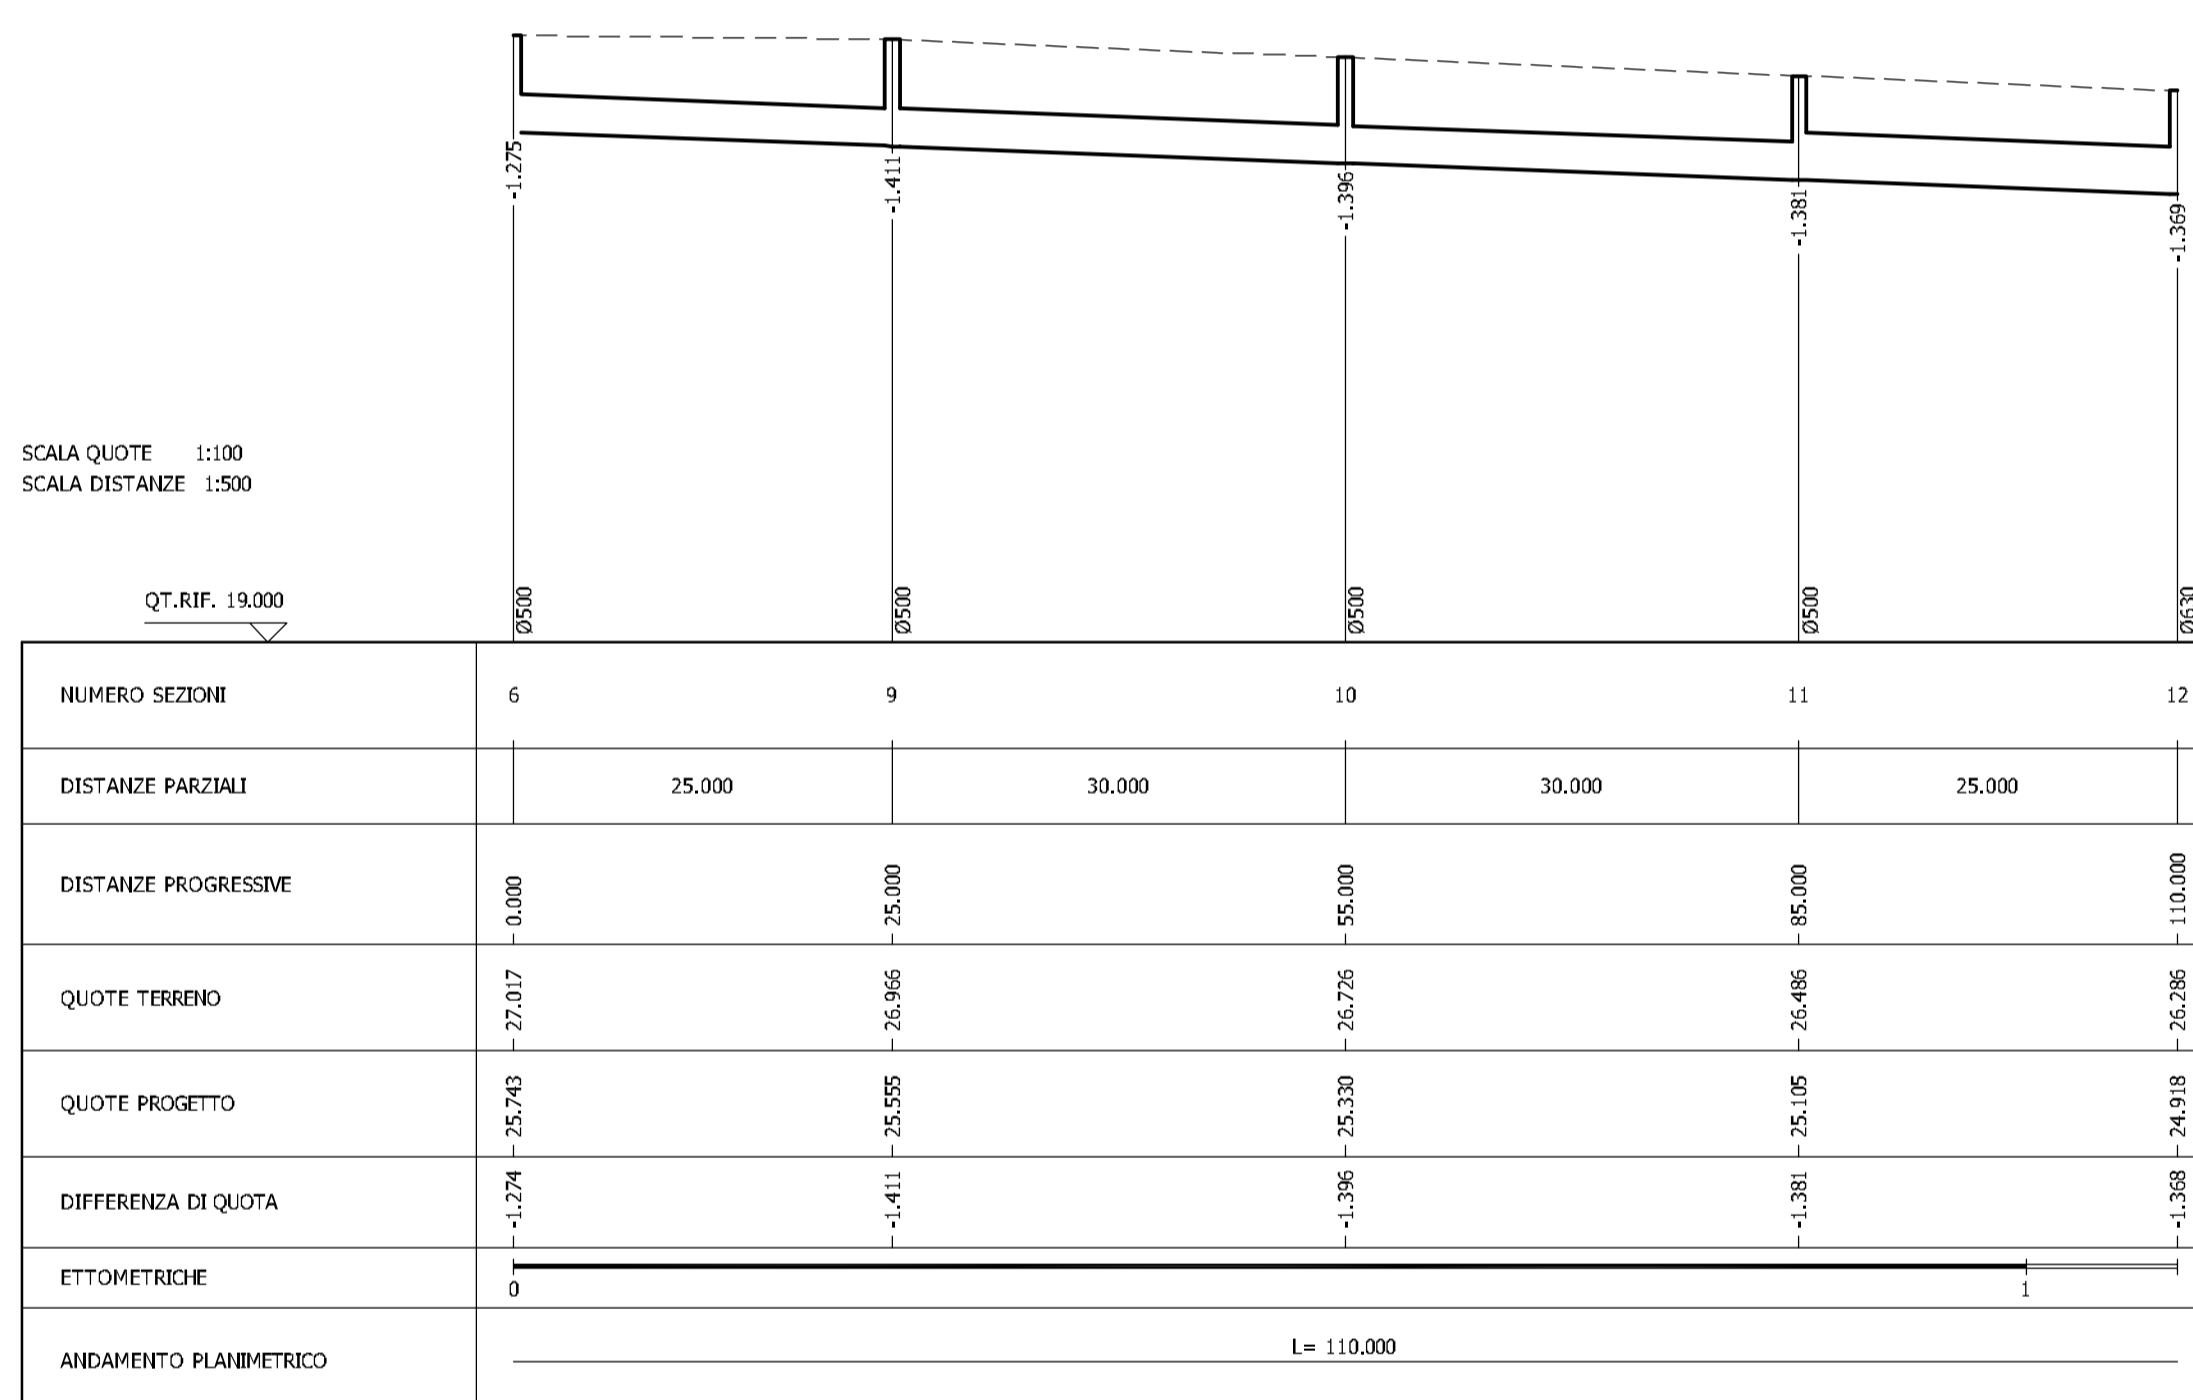 -1.275
-1.411
-1.396
-1.381
-1.369
SCALA QUOTE 1:100
SCALA DISTANZE 1:500
QT.RIF. 19.000
Ø500
Ø500
Ø500
Ø500
Ø630
NUMERO SEZIONI 6 9 10 11 12
DISTANZE PARZIALI 25.000 30.000 30.000 25.000
DISTANZE PROGRESSIVE 0.000 25.000 55.000 85.000 110.000
QUOTE TERRENO 27.017 26.966 26.726 26.486 26.286
QUOTE PROGETTO 25.743 25.555 25.330 25.105 24.918
DIFFERENZA DI QUOTA -1.274 -1.411 -1.396 -1.381 -1.368
ETTOMETRICHE 0 1
ANDAMENTO PLANIMETRICO L= 110.000